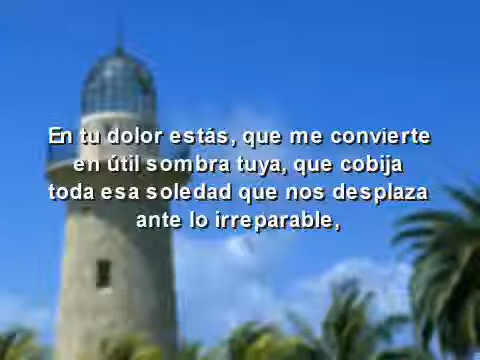 En tu dolor estás, que me convierte
en útil sombra tuya, que cobija
toda esa soledad que nos desplaza
ante lo irreparable,